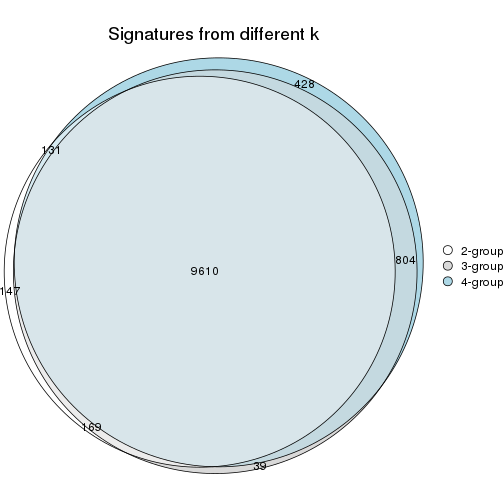 Signatures from different k
428
131
804
9610
147
169
39
2-group
3-group
4-group